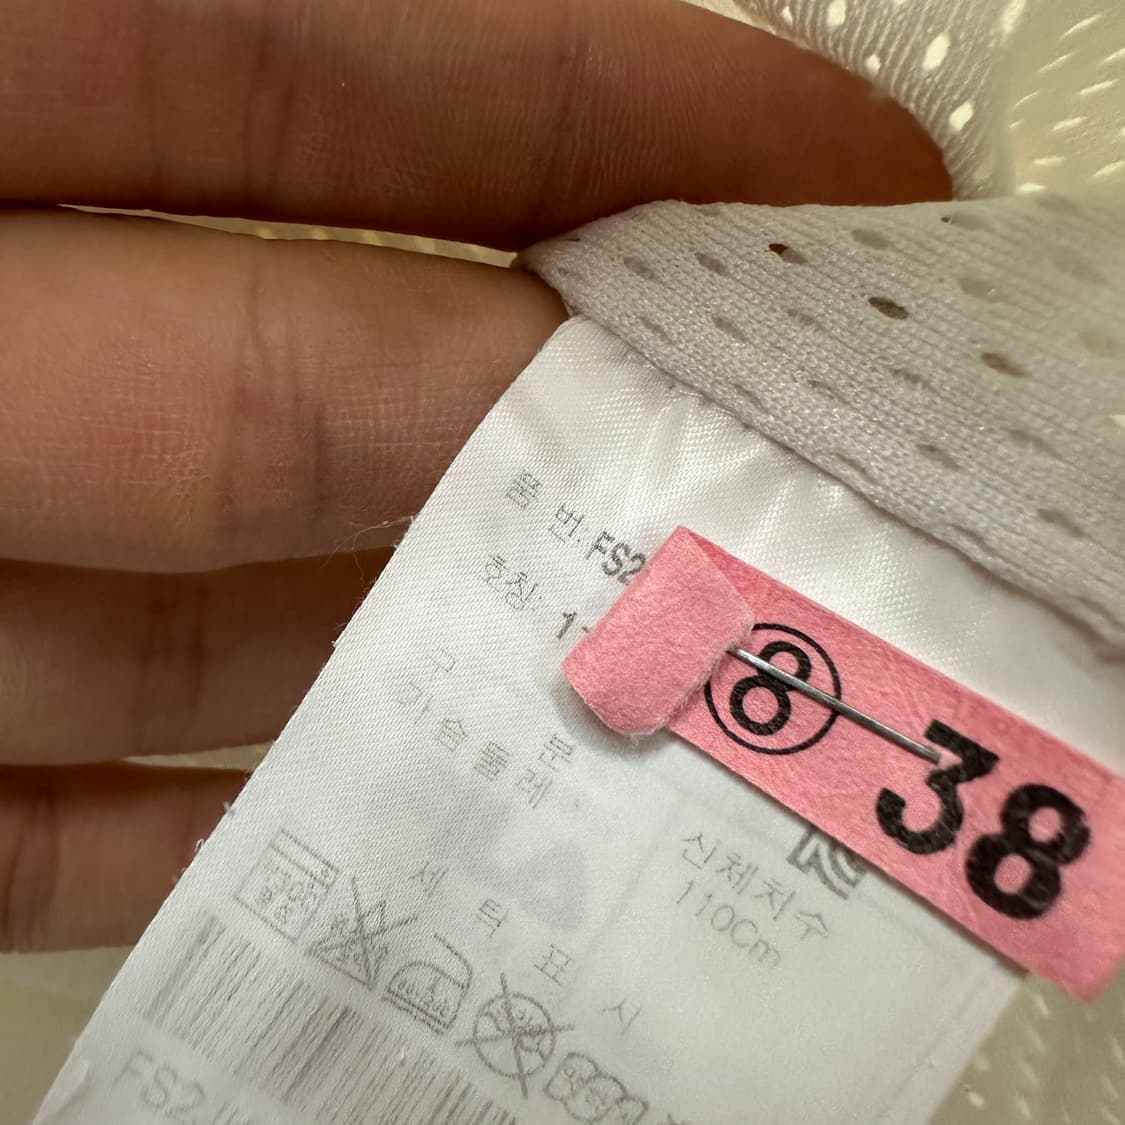 품 번: FS2
호칭: 1
구 분
가슴둘레
신체치수
110Cm
세 탁 표 시
⑧ 38
FS2